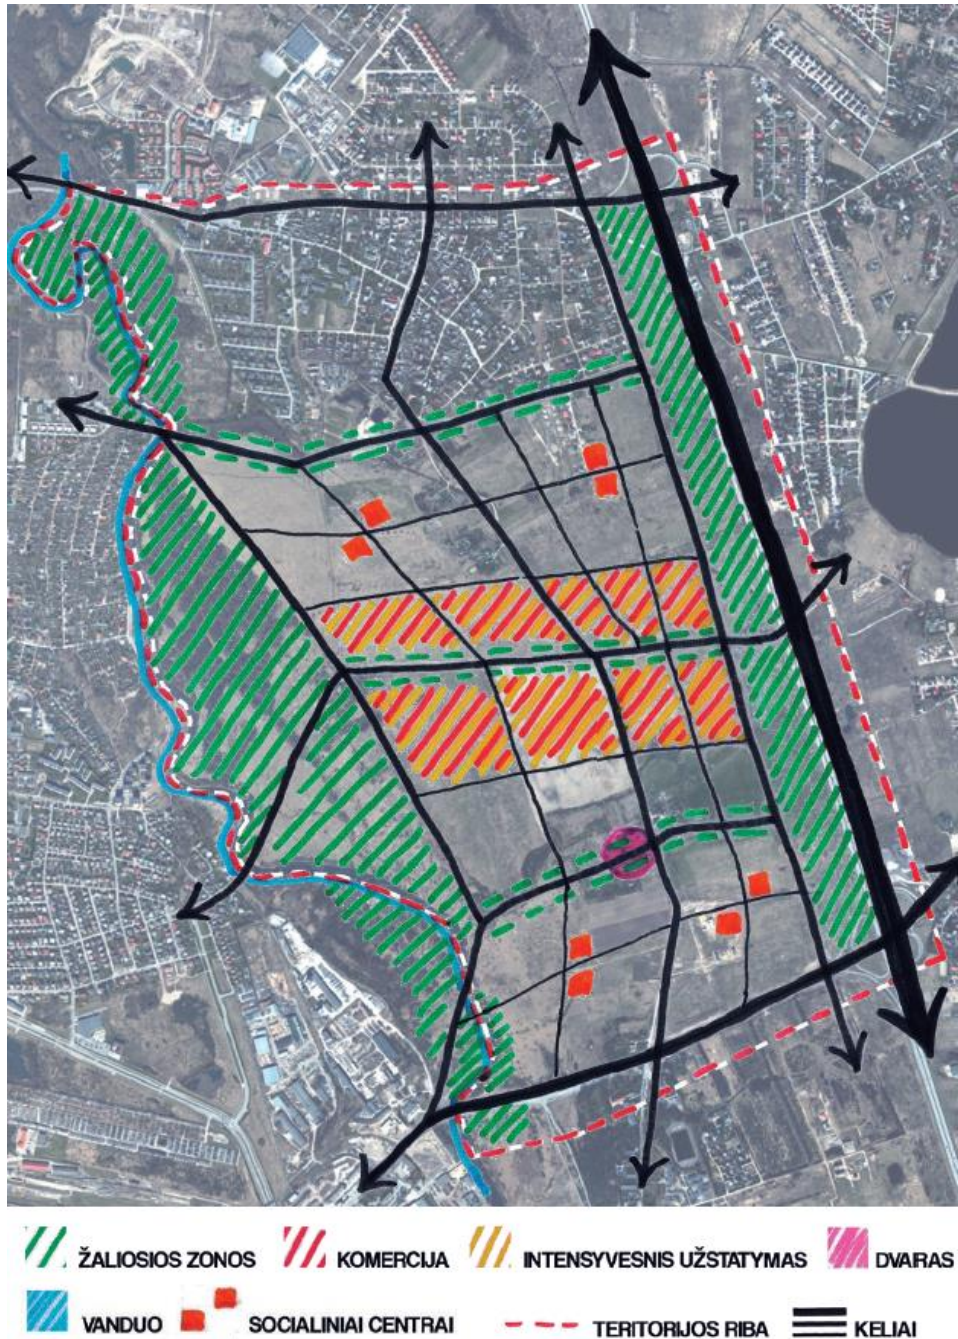 ŽALIOSIOS ZONOS KOMERCIJA INTENSYVESNIS UŽSTATYMAS DVARAS
VANDUO SOCIALINIAI CENTRAI TERITORIJOS RIBA KELIAI